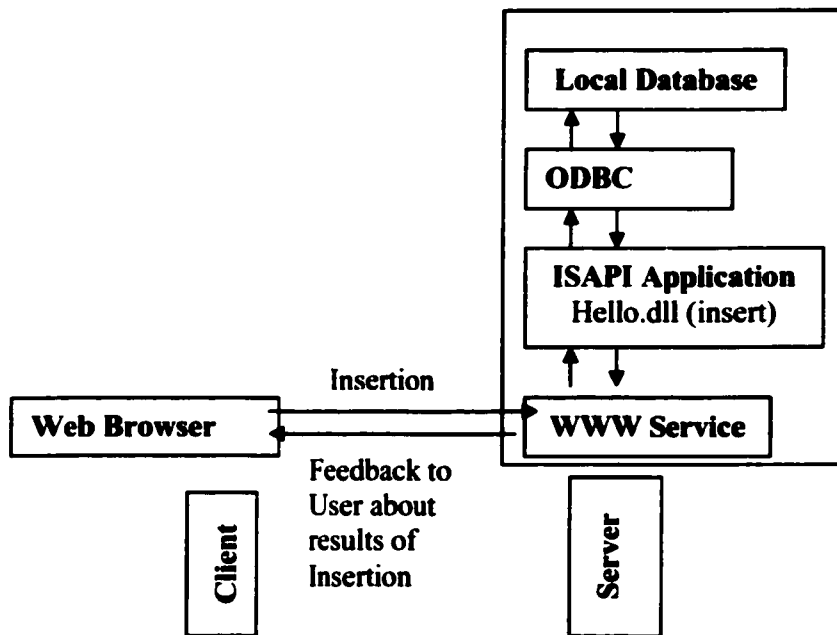 Local Database
ODBC
ISAPI Application
Hello.dll (insert)
Insertion
Web Browser
WWW Service
Feedback to
User about
results of
Insertion
Client
Server